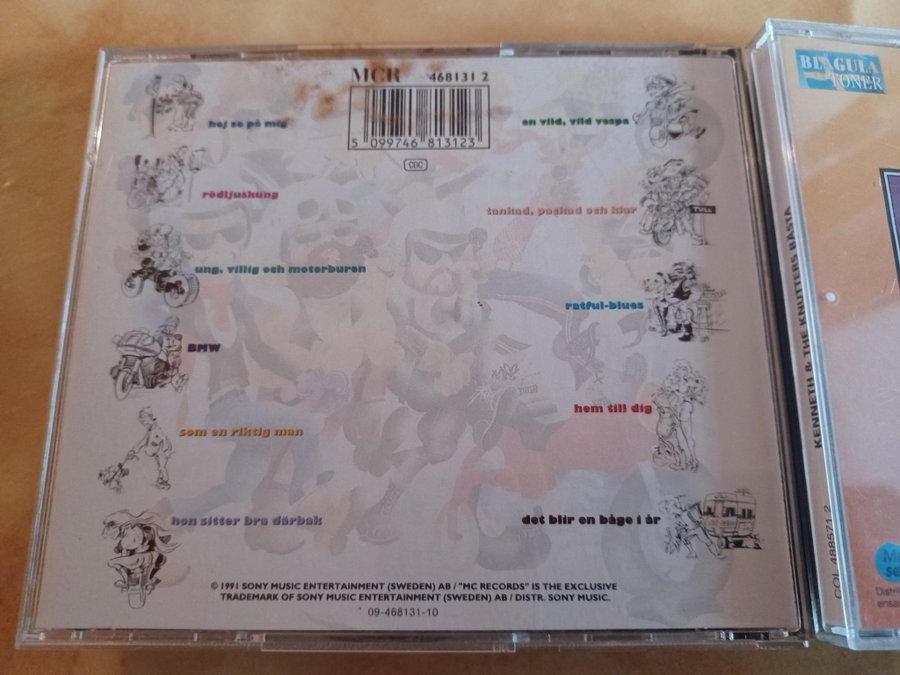 MCR 468131 2
5 099746 813123
CDC
hej se på mig
rödljuskung
ung, villig och motorburen
BMW
som en riktig man
hon sitter bra därbak
en vild, vild vespa
tankad, packad och klar
TULL
ratful-blues
hem till dig
det blir en båge i år
© 1991 SONY MUSIC ENTERTAINMENT (SWEDEN) AB / "MC RECORDS" IS THE EXCLUSIVE
TRADEMARK OF SONY MUSIC ENTERTAINMENT (SWEDEN) AB / DISTR. SONY MUSIC.
09-468131-10
KENNETH & THE KNUTTERS BÄSTA
COL 488571 2
BLÅGULA
TONER